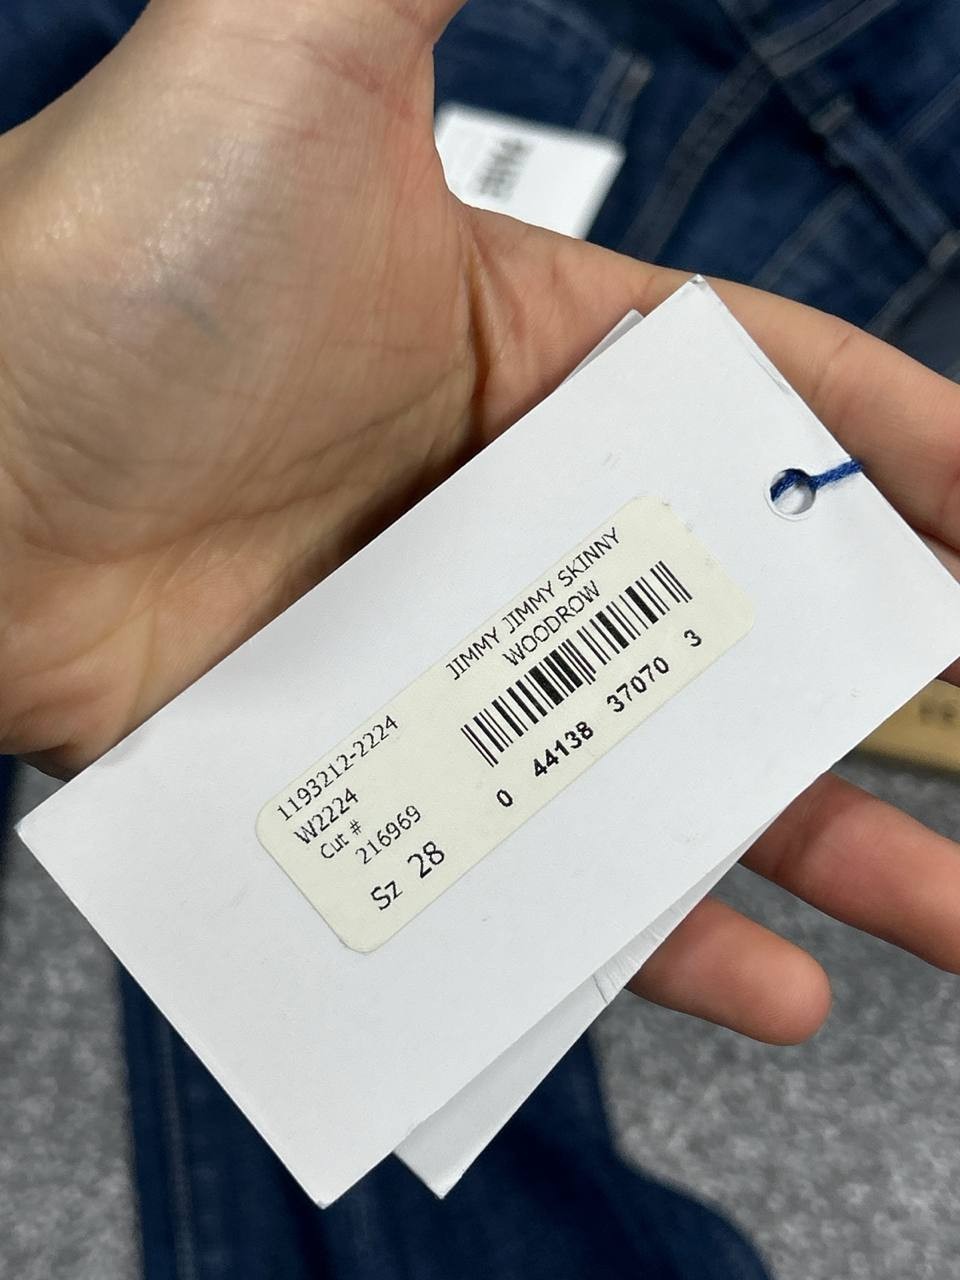 JIMMY JIMMY SKINNY
WOODROW
1193212-2224
W2224
Cut #
216969
Sz 28
0 44138 37070 3